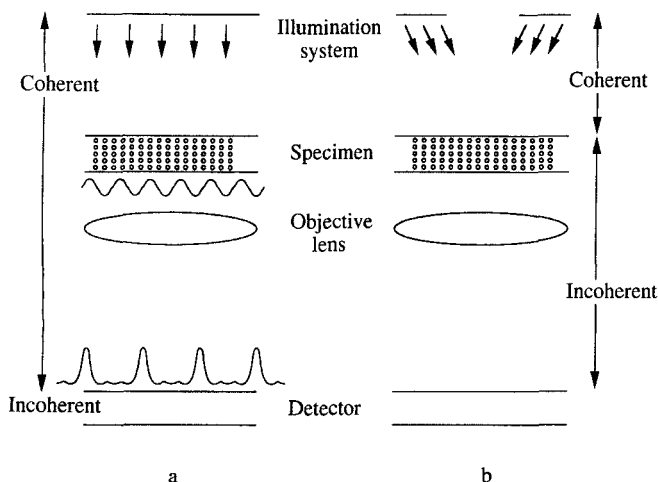 Illumination
system
Coherent
Coherent
Specimen
Objective
lens
Incoherent
Incoherent
Detector
a
b